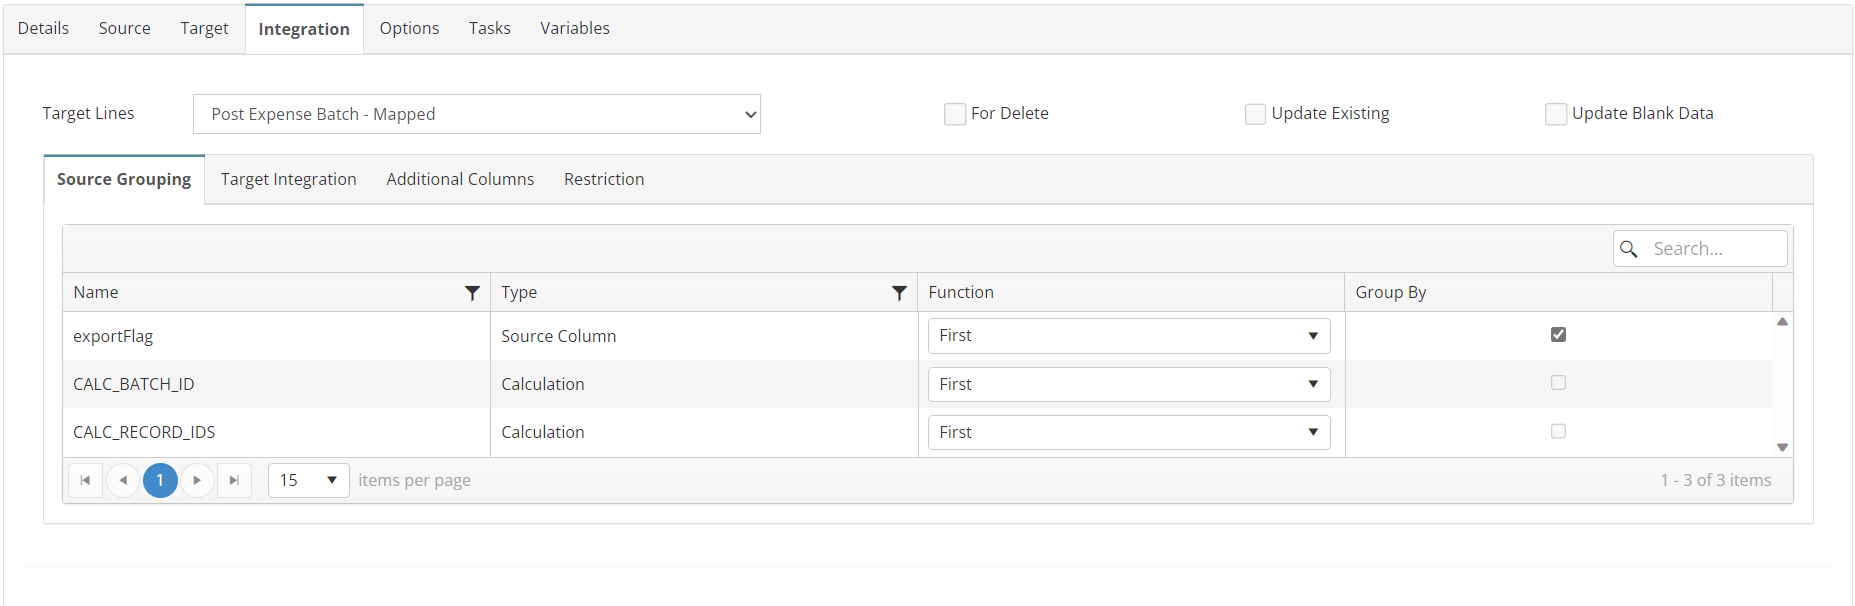 Details Source Target Integration Options Tasks Variables
Target Lines Post Expense Batch - Mapped For Delete Update Existing Update Blank Data
Source Grouping Target Integration Additional Columns Restriction
Search...
Name Type Function Group By
exportFlag Source Column First
CALC_BATCH_ID Calculation First
CALC_RECORD_IDS Calculation First
1 15 items per page 1 - 3 of 3 items